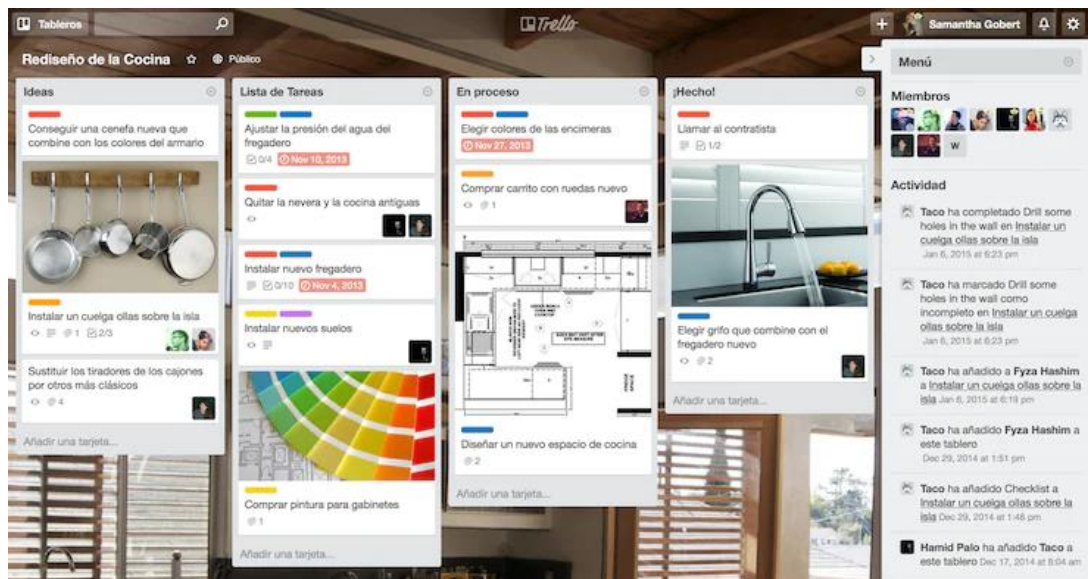 Tableros
Trello
Samantha Gobert
Rediseño de la Cocina
Público
Ideas
Conseguir una cenefa nueva que
combine con los colores del armario
Instalar un cuelga ollas sobre la isla
1
2/3
Sustituir los tiradores de los cajones
por otros más clásicos
4
Añadir una tarjeta...
Lista de Tareas
Ajustar la presión del agua del
fregadero
0/4
Nov 10, 2013
Quitar la nevera y la cocina antiguas
Instalar nuevo fregadero
0/10
Nov 4, 2013
Instalar nuevos suelos
Comprar pintura para gabinetes
1
Añadir una tarjeta...
En proceso
Elegir colores de las encimeras
Nov 27, 2013
Comprar carrito con ruedas nuevo
1
Diseñar un nuevo espacio de cocina
2
Añadir una tarjeta...
¡Hecho!
Llamar al contratista
1/2
Elegir grifo que combine con el
fregadero nuevo
2
Añadir una tarjeta...
Menú
Miembros
W
Actividad
Taco ha completado Drill some
holes in the wall en Instalar un
cuelga ollas sobre la isla
Jan 6, 2015 at 6:23 pm
Taco ha marcado Drill some
holes in the wall como
incompleto en Instalar un cuelga
ollas sobre la isla
Jan 6, 2015 at 6:23 pm
Taco ha añadido a Fyza Hashim
a Instalar un cuelga ollas sobre la
isla Jan 6, 2015 at 6:19 pm
Taco ha añadido Fyza Hashim a
este tablero
Dec 29, 2014 at 1:51 pm
Taco ha añadido Checklist a
Instalar un cuelga ollas sobre la
isla Dec 29, 2014 at 1:48 pm
Hamid Palo ha añadido Taco a
este tablero Dec 17, 2014 at 8:04 am